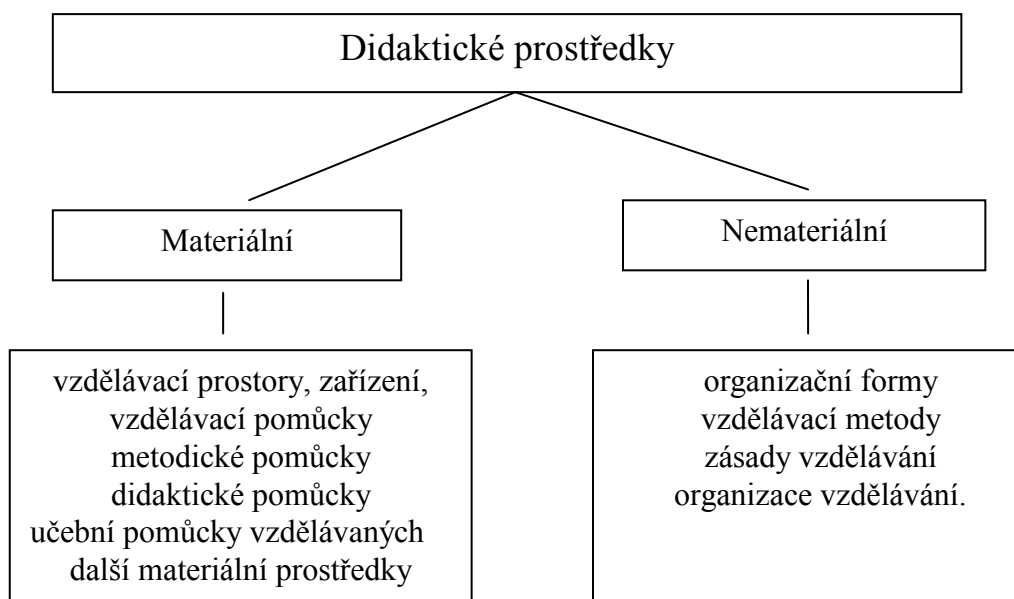 Didaktické prostředky
Materiální
Nemateriální
vzdělávací prostory, zařízení,
vzdělávací pomůcky
metodické pomůcky
didaktické pomůcky
učební pomůcky vzdělávaných
další materiální prostředky
organizační formy
vzdělávací metody
zásady vzdělávání
organizace vzdělávání.